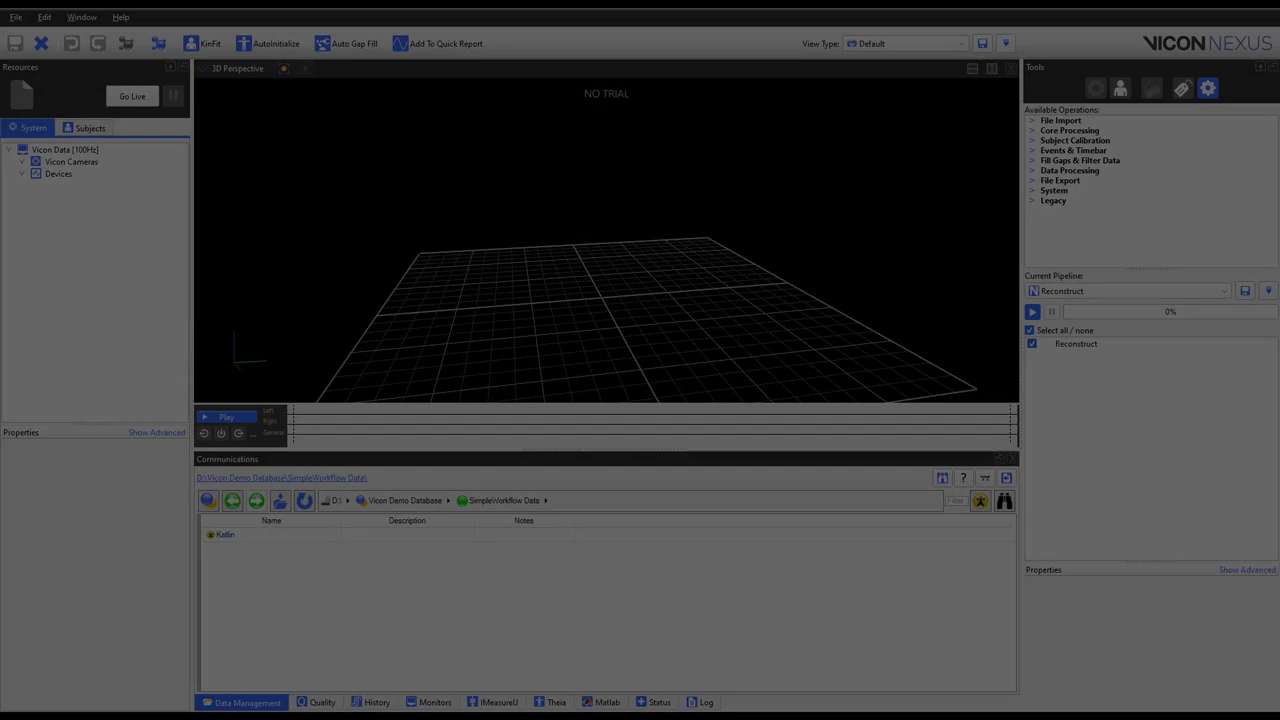 File Edit Window Help
KinFit AutoInitialize Auto Gap Fill Add To Quick Report View Type: Default VICON NEXUS
Resources
Go Live
System Subjects
Vicon Data [100Hz]
Vicon Cameras
Devices
Properties Show Advanced
3D Perspective
NO TRIAL
Play
Left
Right
General
...
Communications
D:\Vicon Demo Database\SimpleWorkflow Data\
?
D:\ Vicon Demo Database SimpleWorkflow Data Filter
Name Description Notes
Katlin
Data Management Quality History Monitors IMeasureU Theia Matlab Status Log
Tools
Available Operations:
> File Import
> Core Processing
> Subject Calibration
> Events & Timebar
> Fill Gaps & Filter Data
> Data Processing
> File Export
> System
> Legacy
Current Pipeline:
Reconstruct
0%
Select all / none
Reconstruct
Properties Show Advanced